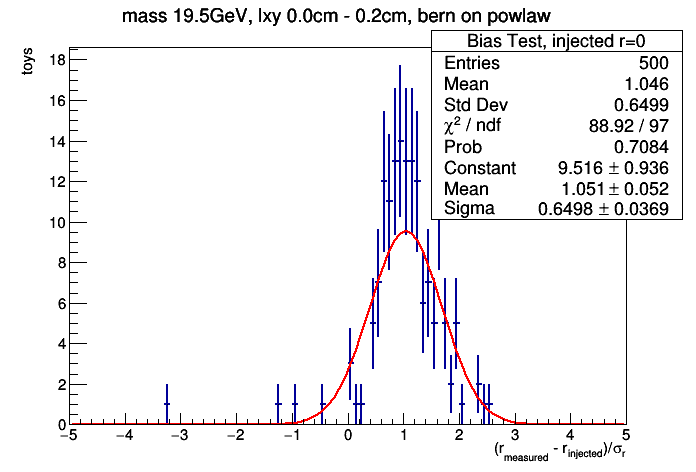 mass 19.5GeV, lxy 0.0cm - 0.2cm, bern on powlaw
Bias Test, injected r=0
Entries 500
Mean 1.046
Std Dev 0.6499
χ² / ndf 88.92 / 97
Prob 0.7084
Constant 9.516 ± 0.936
Mean 1.051 ± 0.052
Sigma 0.6498 ± 0.0369
toys
18
16
14
12
10
8
6
4
2
0
−5 −4 −3 −2 −1 0 1 2 3 4 5
(r_measured - r_injected)/σ_r